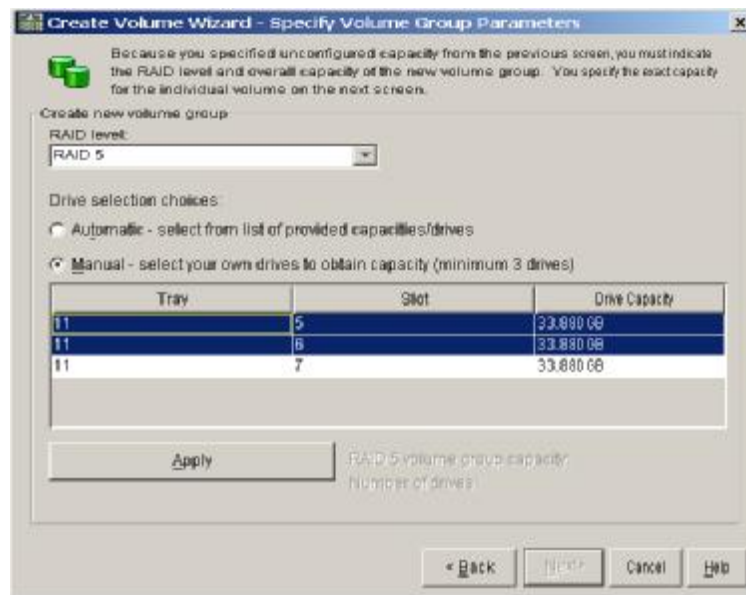 Create Volume Wizard - Specify Volume Group Parameters
Because you specified unconfigured capacity from the previous screen, you must indicate
the RAID level and overall capacity of the new volume group. You specify the exact capacity
for the individual volume on the next screen.
Create new volume group
RAID level:
RAID 5
Drive selection choices:
Automatic - select from list of provided capacities/drives
Manual - select your own drives to obtain capacity (minimum 3 drives)
Tray Slot Drive Capacity
11 5 33.880 GB
11 6 33.880 GB
11 7 33.880 GB
Apply
RAID 5 volume group capacity:
Number of drives:
< Back Next > Cancel Help